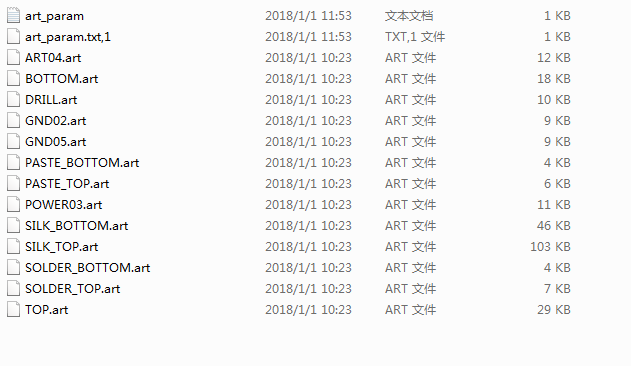 art_param 2018/1/1 11:53 文本文档 1 KB
art_param.txt,1 2018/1/1 11:53 TXT,1 文件 1 KB
ART04.art 2018/1/1 10:23 ART 文件 12 KB
BOTTOM.art 2018/1/1 10:23 ART 文件 18 KB
DRILL.art 2018/1/1 10:23 ART 文件 10 KB
GND02.art 2018/1/1 10:23 ART 文件 9 KB
GND05.art 2018/1/1 10:23 ART 文件 9 KB
PASTE_BOTTOM.art 2018/1/1 10:23 ART 文件 4 KB
PASTE_TOP.art 2018/1/1 10:23 ART 文件 6 KB
POWER03.art 2018/1/1 10:23 ART 文件 11 KB
SILK_BOTTOM.art 2018/1/1 10:23 ART 文件 46 KB
SILK_TOP.art 2018/1/1 10:23 ART 文件 103 KB
SOLDER_BOTTOM.art 2018/1/1 10:23 ART 文件 4 KB
SOLDER_TOP.art 2018/1/1 10:23 ART 文件 7 KB
TOP.art 2018/1/1 10:23 ART 文件 29 KB